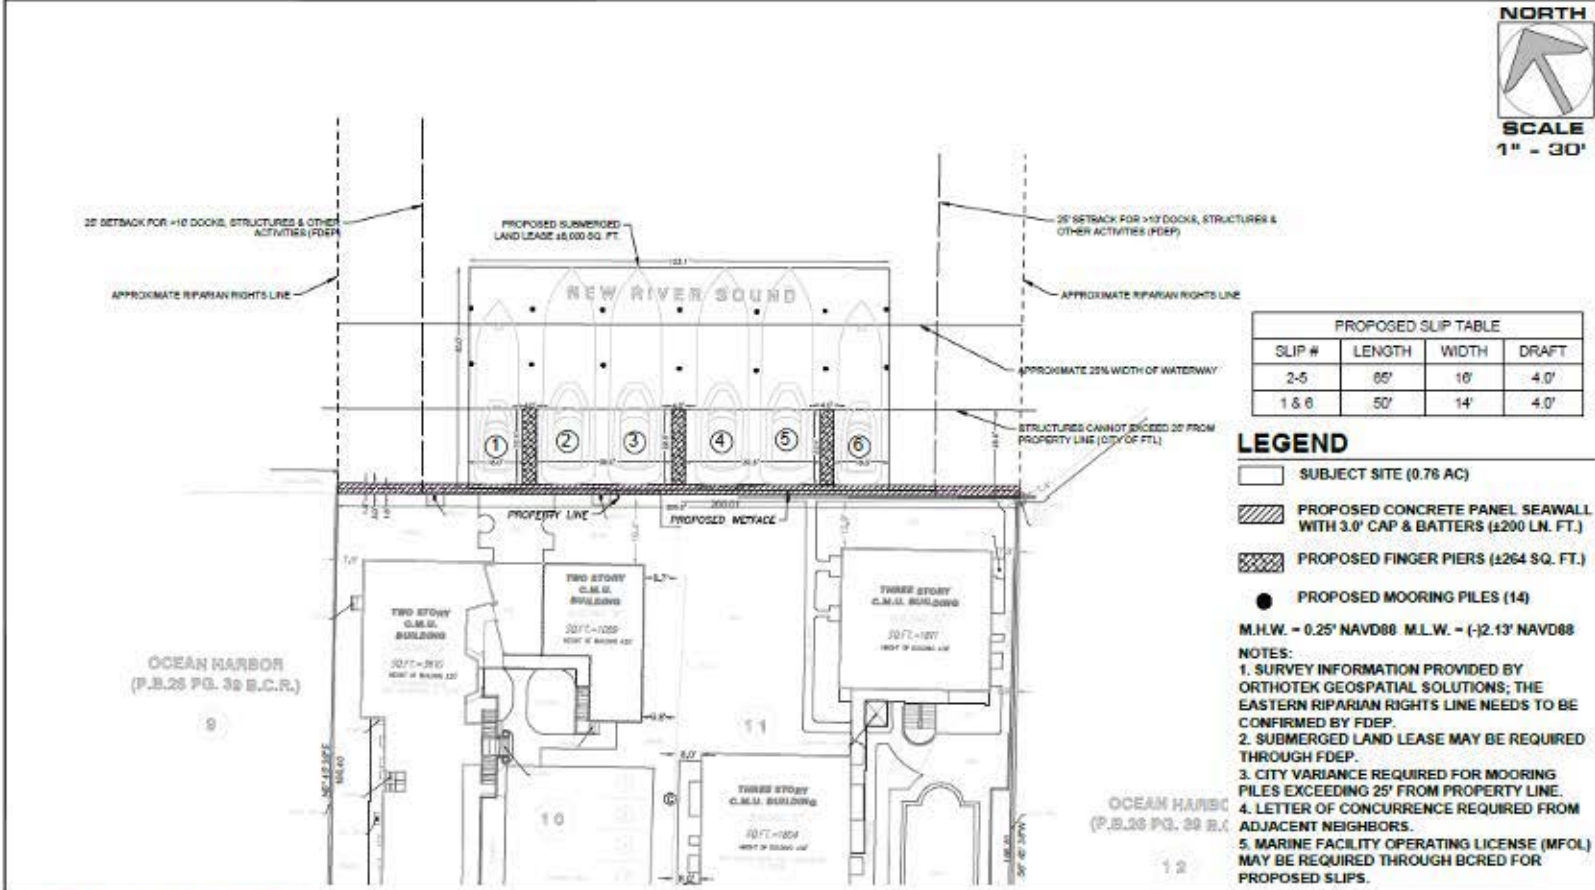 NORTH
SCALE
1" - 30'
25' SETBACK FOR >10' DOCKS, STRUCTURES & OTHER
ACTIVITIES (FDEP)
PROPOSED SUBMERGED
LAND LEASE ±8,000 SQ. FT.
25' SETBACK FOR >10' DOCKS, STRUCTURES &
OTHER ACTIVITIES (FDEP)
APPROXIMATE RIPARIAN RIGHTS LINE
NEW RIVER SOUND
APPROXIMATE RIPARIAN RIGHTS LINE
APPROXIMATE 25% WIDTH OF WATERWAY
STRUCTURES CANNOT EXCEED 25' FROM
PROPERTY LINE (CITY OF FTL)
1
2
3
4
5
6
PROPERTY LINE
PROPOSED WETFACE
PROPOSED SLIP TABLE
SLIP # LENGTH WIDTH DRAFT
2-5 65' 16' 4.0'
1 & 6 50' 14' 4.0'
LEGEND
SUBJECT SITE (0.76 AC)
PROPOSED CONCRETE PANEL SEAWALL
WITH 3.0' CAP & BATTERS (±200 LN. FT.)
PROPOSED FINGER PIERS (±264 SQ. FT.)
PROPOSED MOORING PILES (14)
M.H.W. = 0.25' NAVD88 M.L.W. = (-)2.13' NAVD88
NOTES:
1. SURVEY INFORMATION PROVIDED BY
ORTHOTEK GEOSPATIAL SOLUTIONS; THE
EASTERN RIPARIAN RIGHTS LINE NEEDS TO BE
CONFIRMED BY FDEP.
2. SUBMERGED LAND LEASE MAY BE REQUIRED
THROUGH FDEP.
3. CITY VARIANCE REQUIRED FOR MOORING
PILES EXCEEDING 25' FROM PROPERTY LINE.
4. LETTER OF CONCURRENCE REQUIRED FROM
ADJACENT NEIGHBORS.
5. MARINE FACILITY OPERATING LICENSE (MFOL)
MAY BE REQUIRED THROUGH BCRED FOR
PROPOSED SLIPS.
TWO STORY
C.M.U.
BUILDING
TWO STORY
C.M.U.
BUILDING
THREE STORY
C.M.U. BUILDING
THREE STORY
C.M.U. BUILDING
OCEAN HARBOR
(P.B.26 PG. 39 B.C.R.)
9
10
11
OCEAN HARBO
(P.B.26 PG. 39 B.C
12